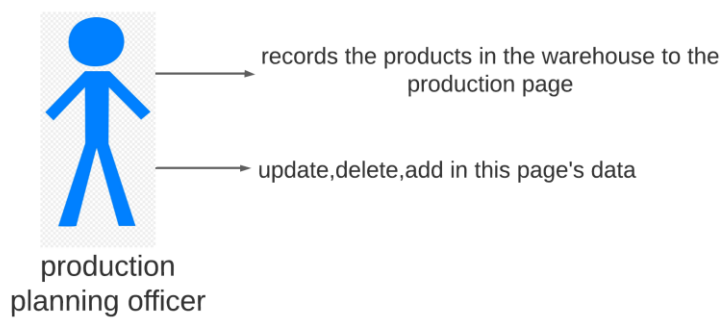 records the products in the warehouse to the
production page
update,delete,add in this page's data
production
planning officer